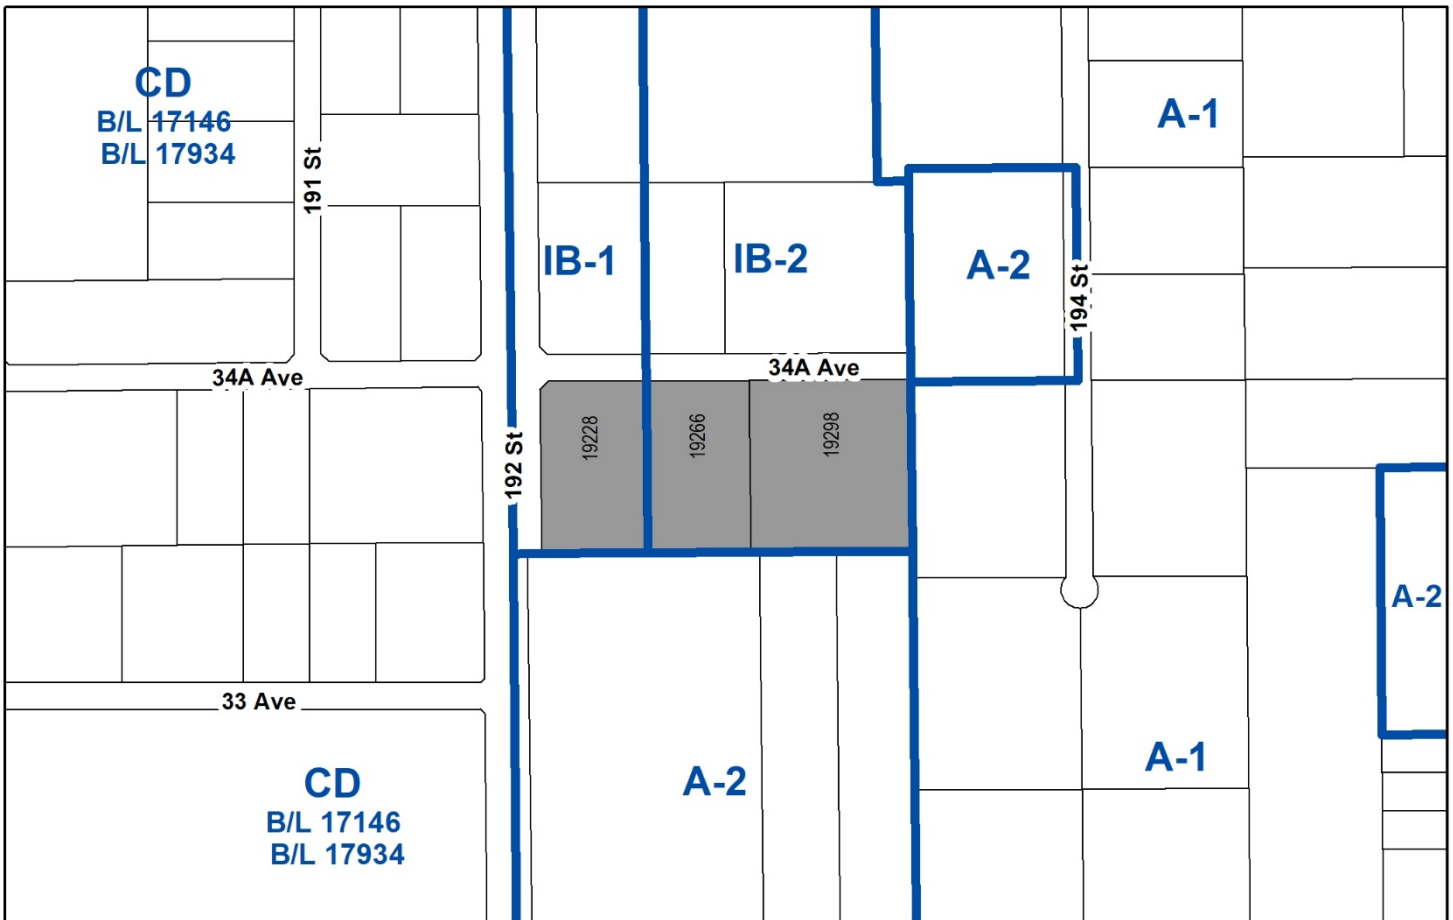 CD
B/L 17146
B/L 17934
191 St
A-1
IB-1
IB-2
A-2
194 St
34A Ave
34A Ave
192 St
19228
19266
19298
A-2
33 Ave
CD
B/L 17146
B/L 17934
A-2
A-1